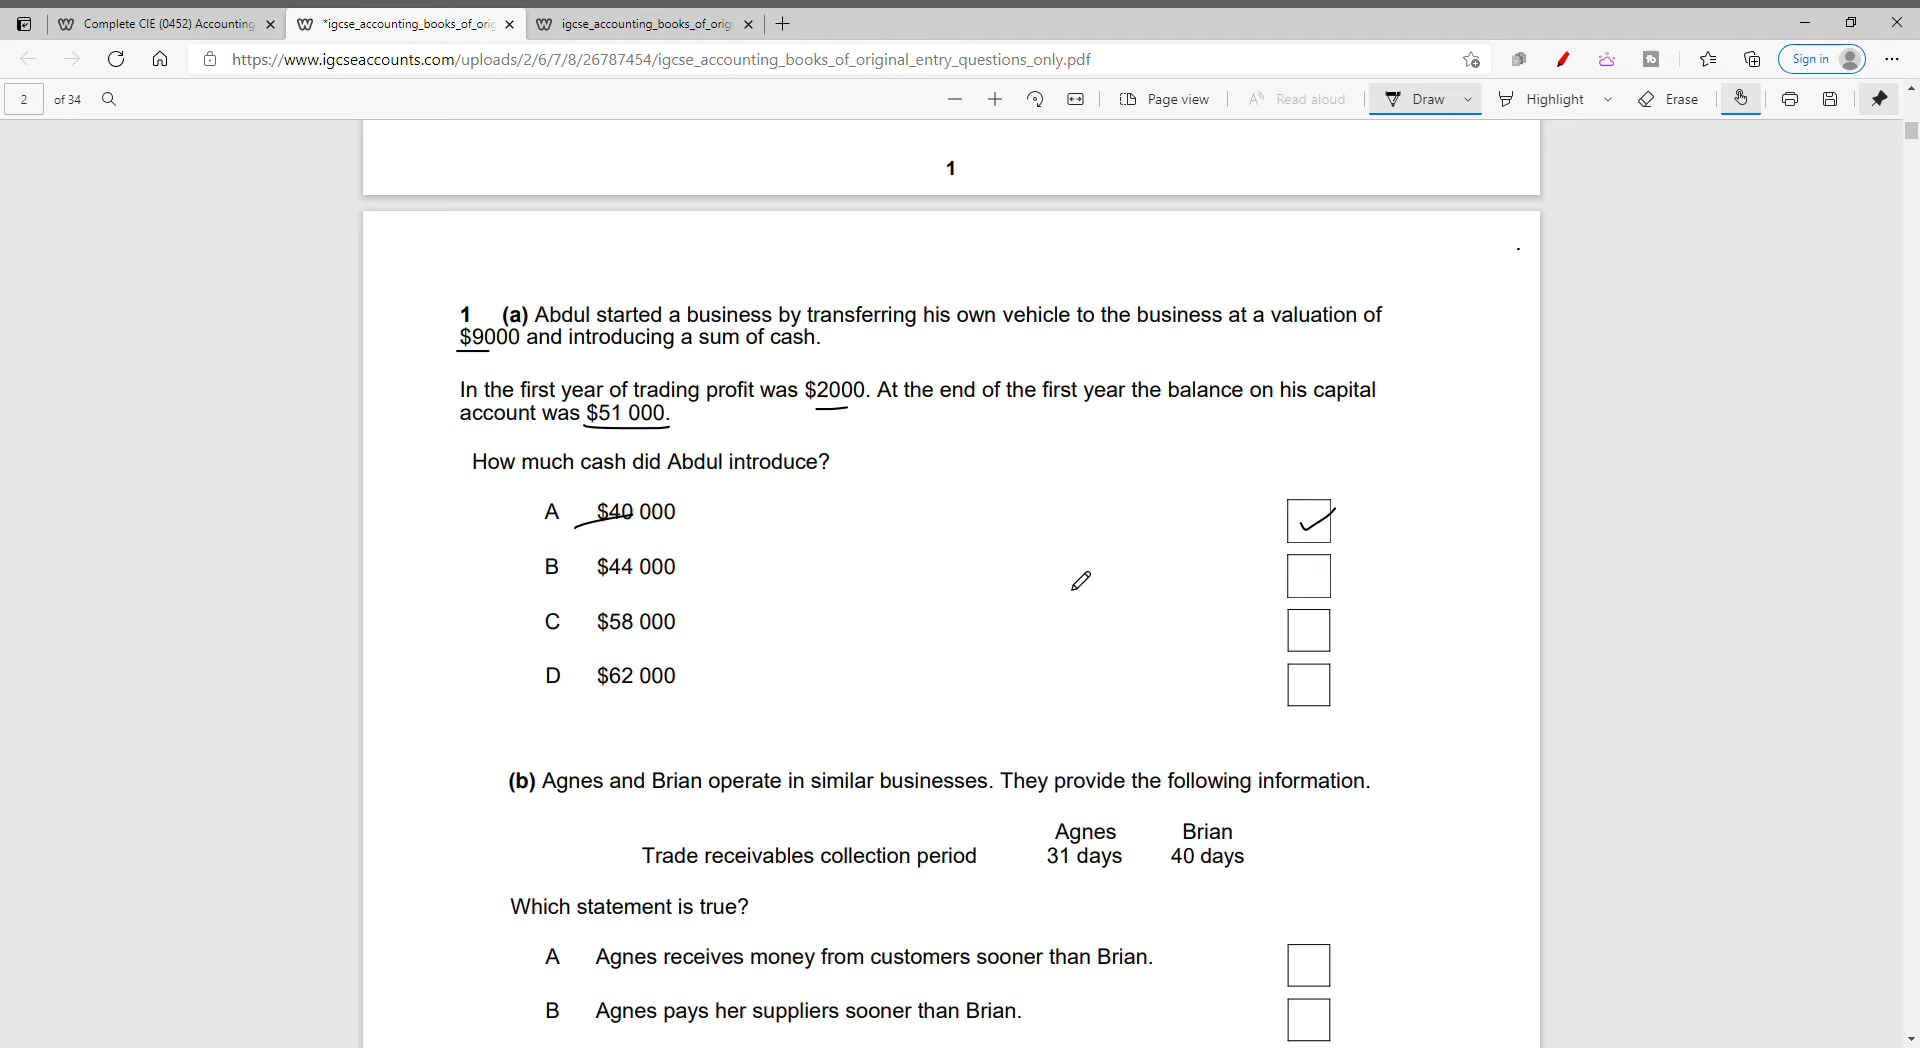 Complete CIE (0452) Accounting
*igcse_accounting_books_of_orig
igcse_accounting_books_of_orig
https://www.igcseaccounts.com/uploads/2/6/7/8/26787454/igcse_accounting_books_of_original_entry_questions_only.pdf
Sign in
2 of 34
Page view
Read aloud
Draw
Highlight
Erase
1
1 (a) Abdul started a business by transferring his own vehicle to the business at a valuation of
$9000 and introducing a sum of cash.
In the first year of trading profit was $2000. At the end of the first year the balance on his capital
account was $51 000.
How much cash did Abdul introduce?
A $40 000
B $44 000
C $58 000
D $62 000
(b) Agnes and Brian operate in similar businesses. They provide the following information.
Agnes Brian
Trade receivables collection period 31 days 40 days
Which statement is true?
A Agnes receives money from customers sooner than Brian.
B Agnes pays her suppliers sooner than Brian.